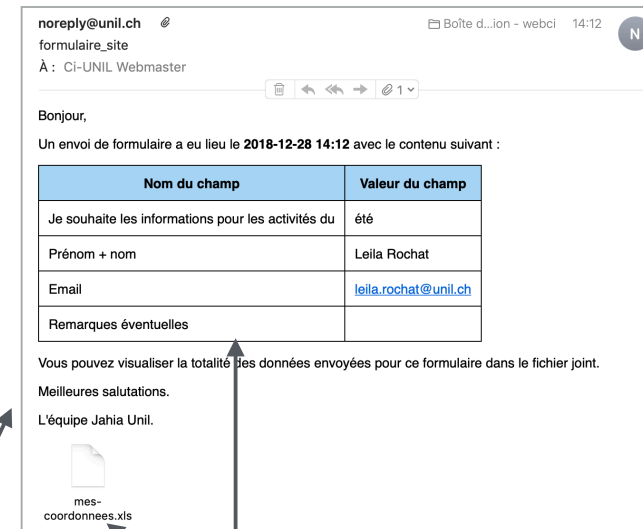 noreply@unil.ch Boîte d...ion - webci 14:12
N
formulaire_site
À : Ci-UNIL Webmaster
1
Bonjour,
Un envoi de formulaire a eu lieu le 2018-12-28 14:12 avec le contenu suivant :
Nom du champ Valeur du champ
Je souhaite les informations pour les activités du été
Prénom + nom Leila Rochat
Email leila.rochat@unil.ch
Remarques éventuelles
Vous pouvez visualiser la totalité des données envoyées pour ce formulaire dans le fichier joint.
Meilleures salutations.
L'équipe Jahia Unil.
mes-
coordonnees.xls